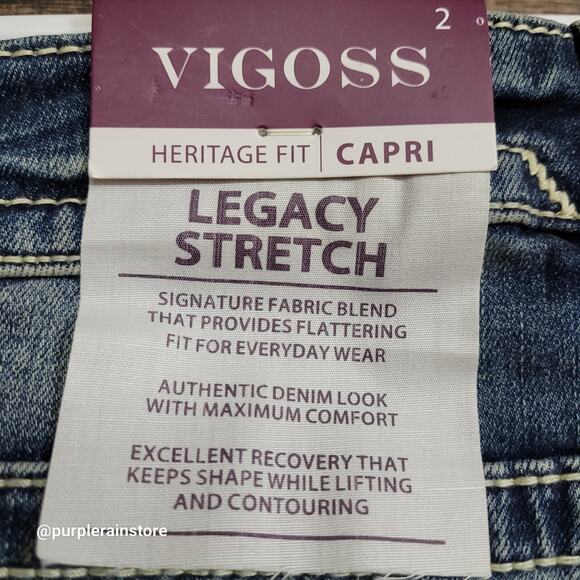 2
VIGOSS
HERITAGE FIT | CAPRI
LEGACY
STRETCH
SIGNATURE FABRIC BLEND
THAT PROVIDES FLATTERING
FIT FOR EVERYDAY WEAR
AUTHENTIC DENIM LOOK
WITH MAXIMUM COMFORT
EXCELLENT RECOVERY THAT
KEEPS SHAPE WHILE LIFTING
AND CONTOURING
@purplerainstore